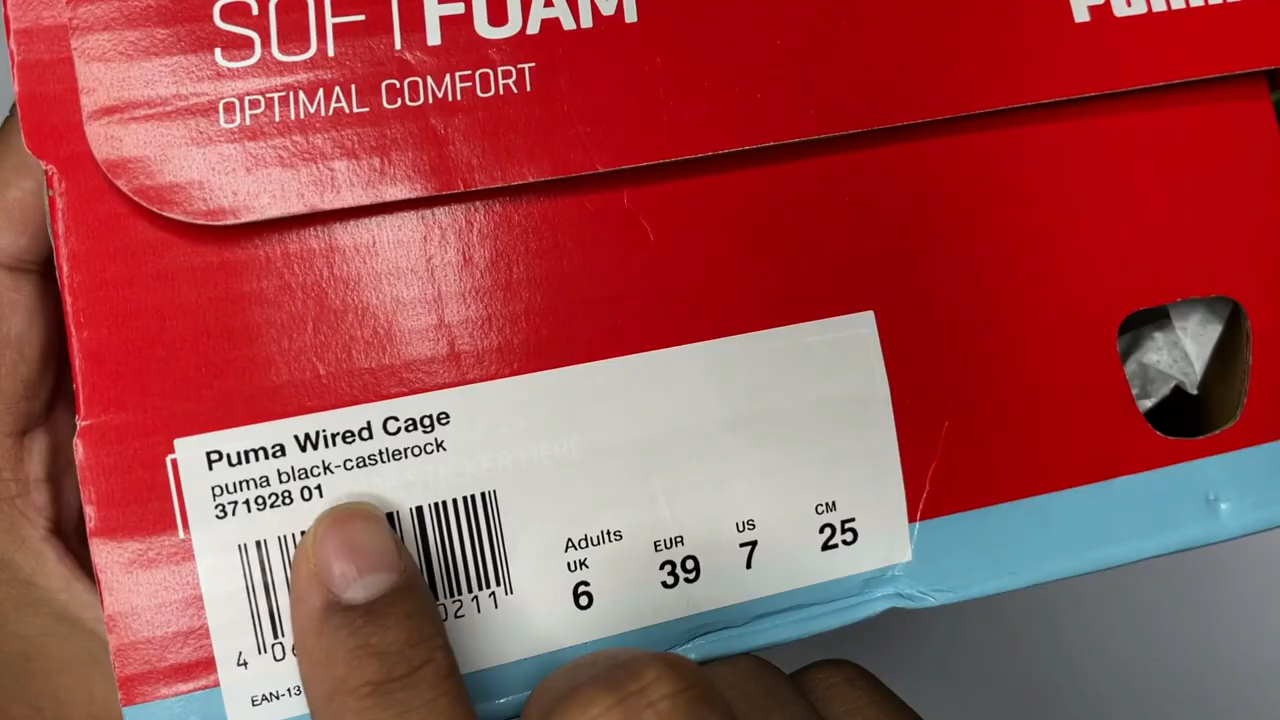 SOFTFOAM
OPTIMAL COMFORT
PUMA
Puma Wired Cage
puma black-castlerock
371928 01
Adults
UK EUR US CM
6 39 7 25
4 0 0211
EAN-13